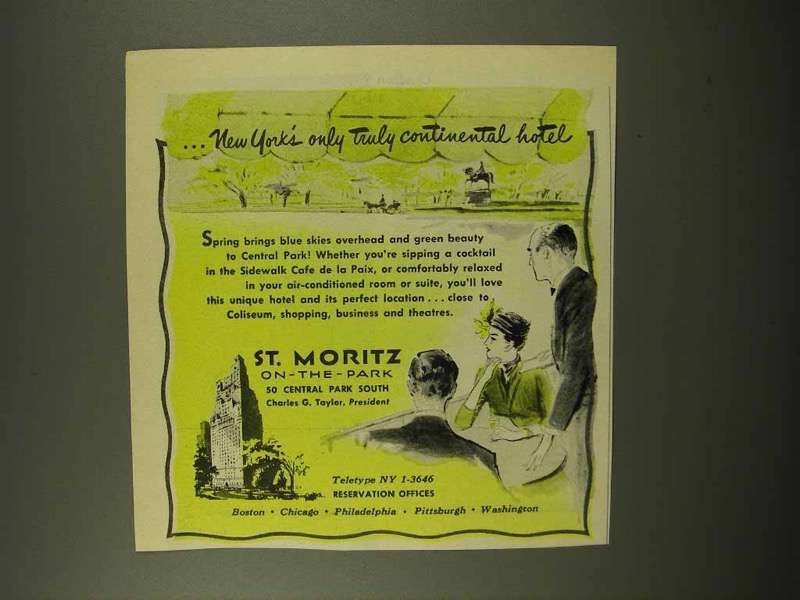 ... New York's only truly continental hotel
Spring brings blue skies overhead and green beauty
to Central Park! Whether you're sipping a cocktail
in the Sidewalk Cafe de la Paix, or comfortably relaxed
in your air-conditioned room or suite, you'll love
this unique hotel and its perfect location ... close to
Coliseum, shopping, business and theatres.
ST. MORITZ
ON-THE-PARK
50 CENTRAL PARK SOUTH
Charles G. Taylor, President
Teletype NY 1-3646
RESERVATION OFFICES
Boston • Chicago • Philadelphia • Pittsburgh • Washington